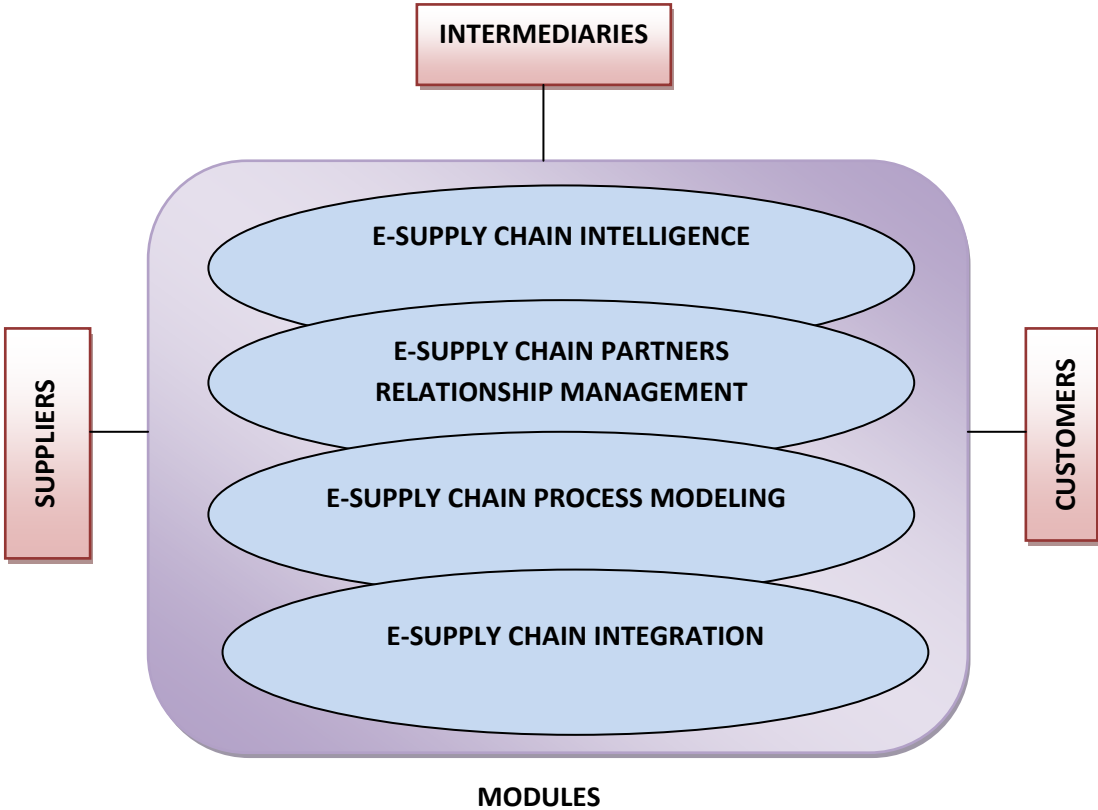 INTERMEDIARIES
E-SUPPLY CHAIN INTELLIGENCE
E-SUPPLY CHAIN PARTNERS
RELATIONSHIP MANAGEMENT
SUPPLIERS
CUSTOMERS
E-SUPPLY CHAIN PROCESS MODELING
E-SUPPLY CHAIN INTEGRATION
MODULES